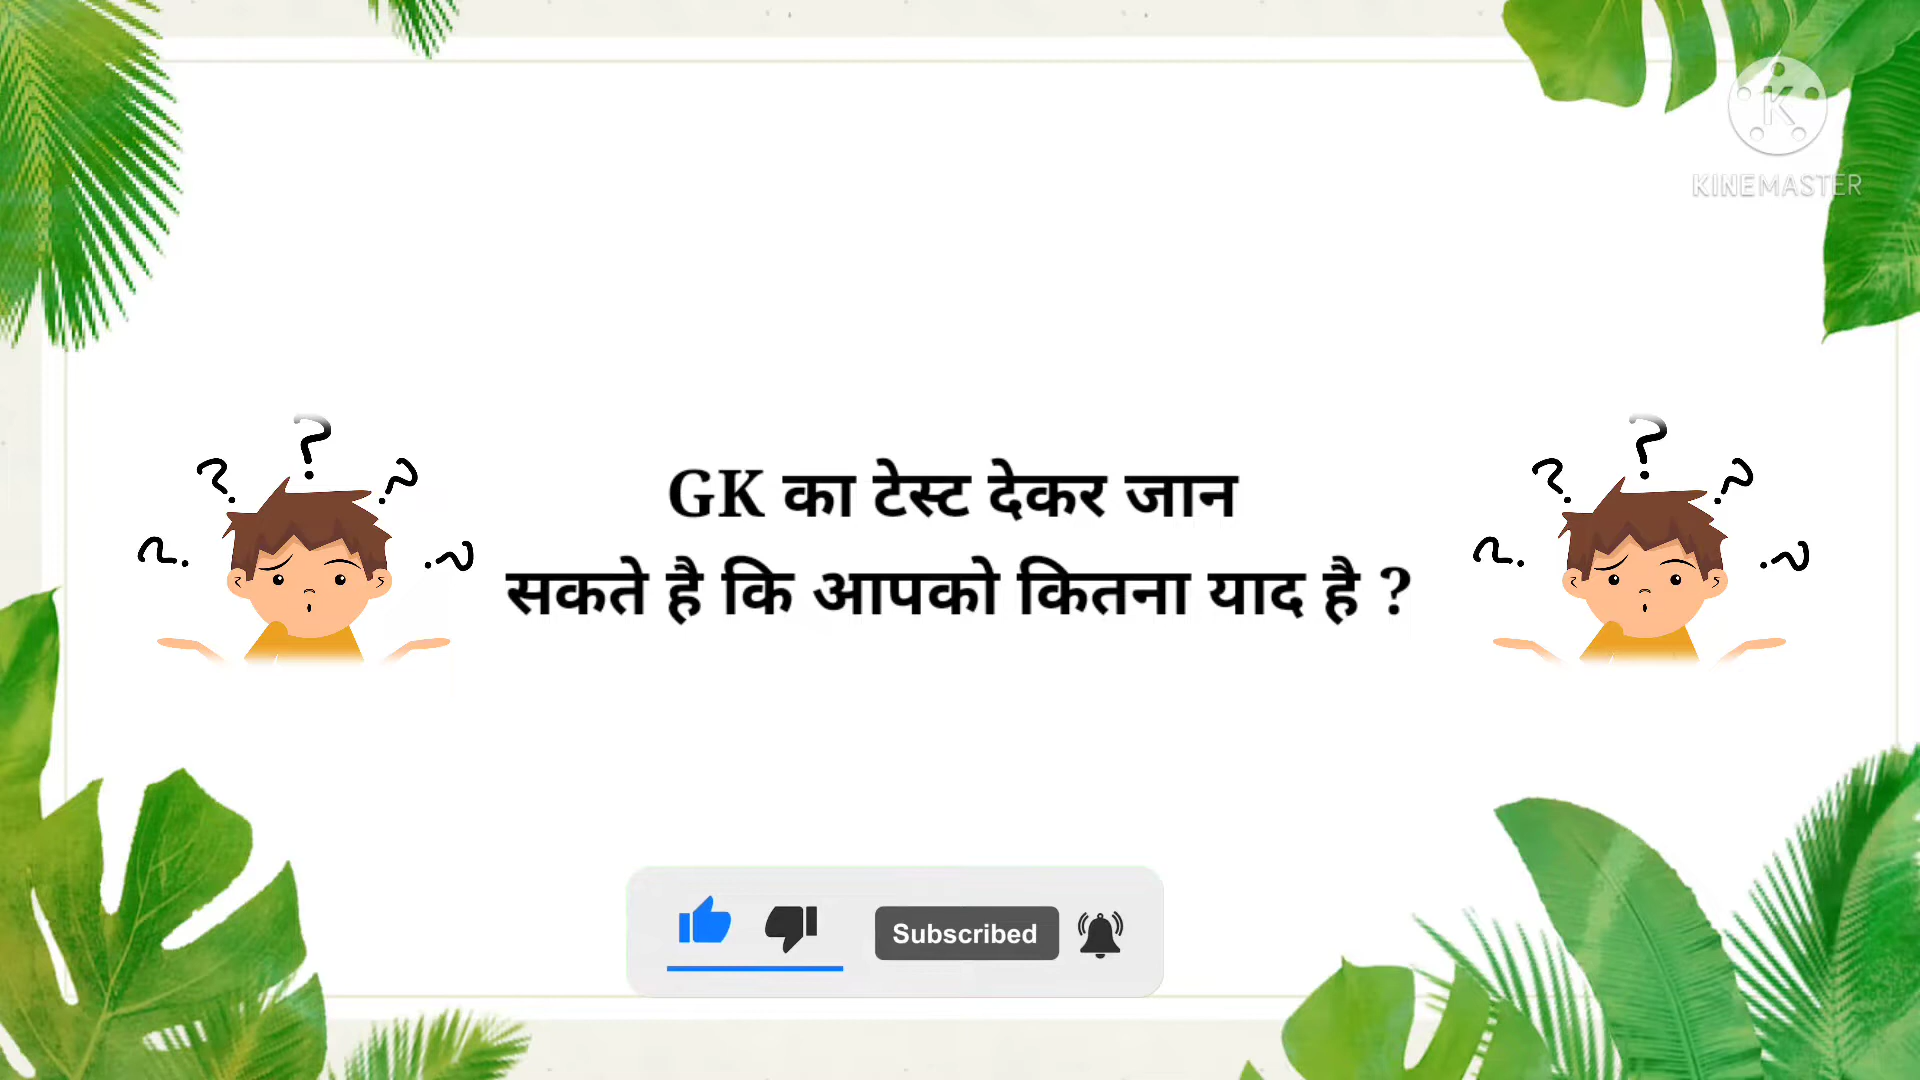 K
KINEMASTER
GK का टेस्ट देकर जान
सकते है कि आपको कितना याद है ?
Subscribed